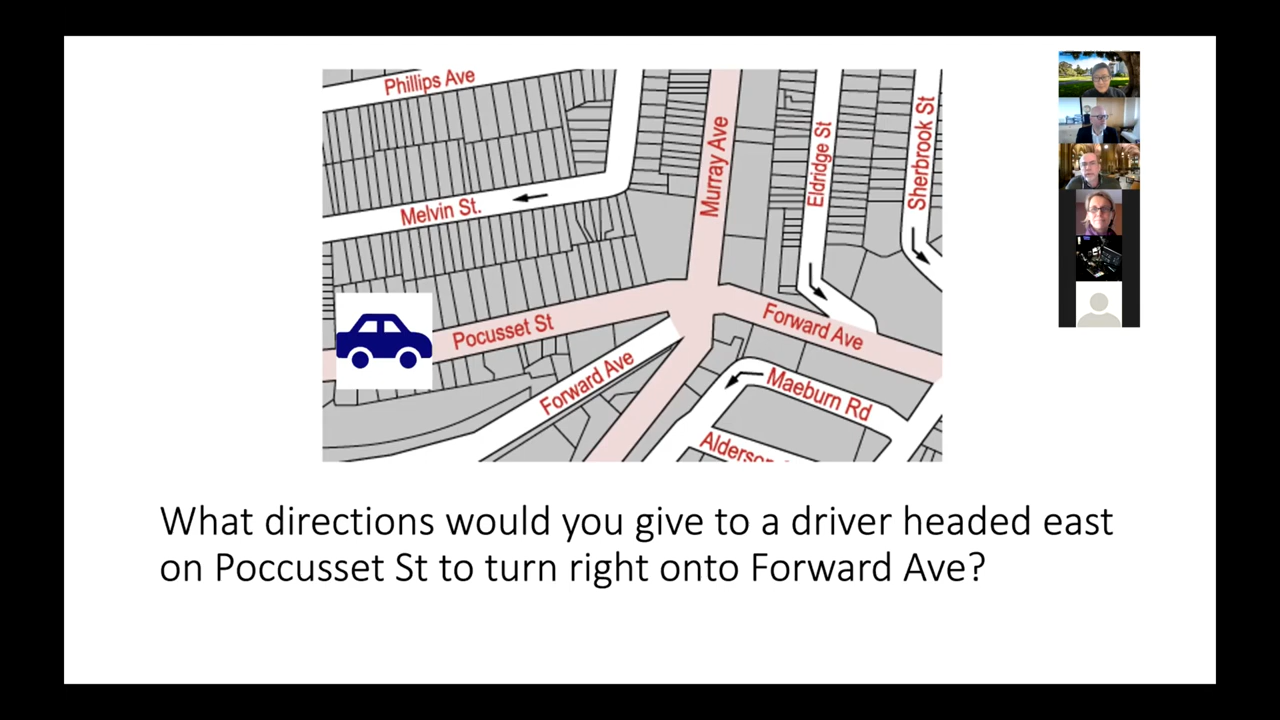 Phillips Ave
Murray Ave
Eldridge St
Sherbrook St
Melvin St.
Pocusset St
Forward Ave
Forward Ave
Maeburn Rd
What directions would you give to a driver headed east
on Poccusset St to turn right onto Forward Ave?